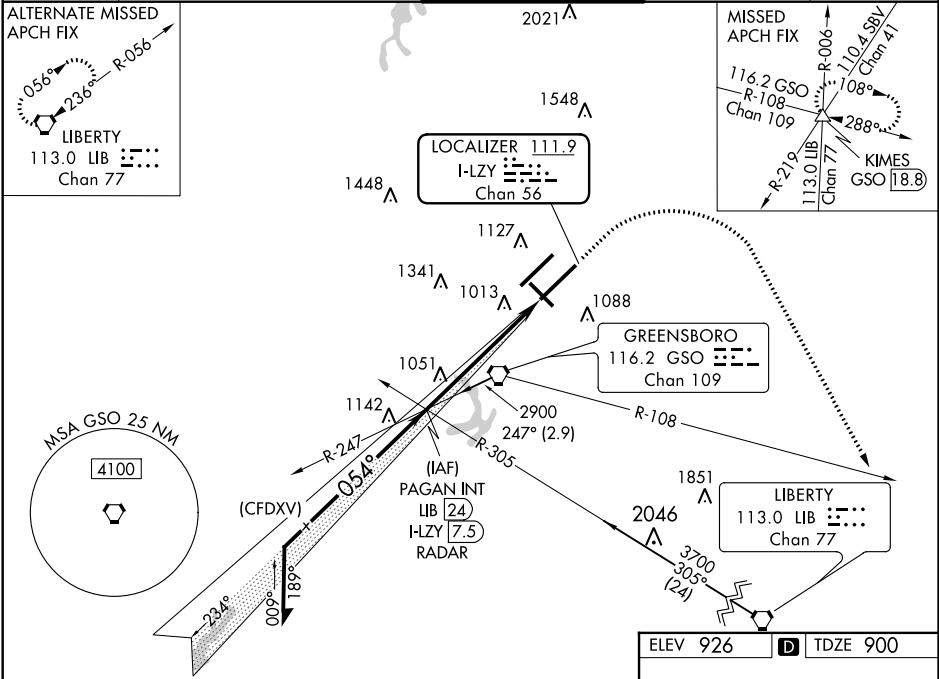 ALTERNATE MISSED
APCH FIX
056°
236°
R-056
LIBERTY
113.0 LIB
Chan 77
2021
1548
MISSED
APCH FIX
R-006
110.4 SBV
Chan 41
116.2 GSO
R-108
Chan 109
108°
288°
R-219
113.0 LIB
Chan 77
KIMES
GSO 18.8
LOCALIZER 111.9
I-LZY
Chan 56
1448
1127
1341
1013
1088
GREENSBORO
116.2 GSO
Chan 109
1051
1142
2900
247° (2.9)
R-108
R-247
R-305
054°
MSA GSO 25 NM
4100
(CFDXV)
(IAF)
PAGAN INT
LIB 24
I-LZY 7.5
RADAR
1851
2046
LIBERTY
113.0 LIB
Chan 77
3700
305°
(24)
009°
189°
234°
ELEV 926 D TDZE 900